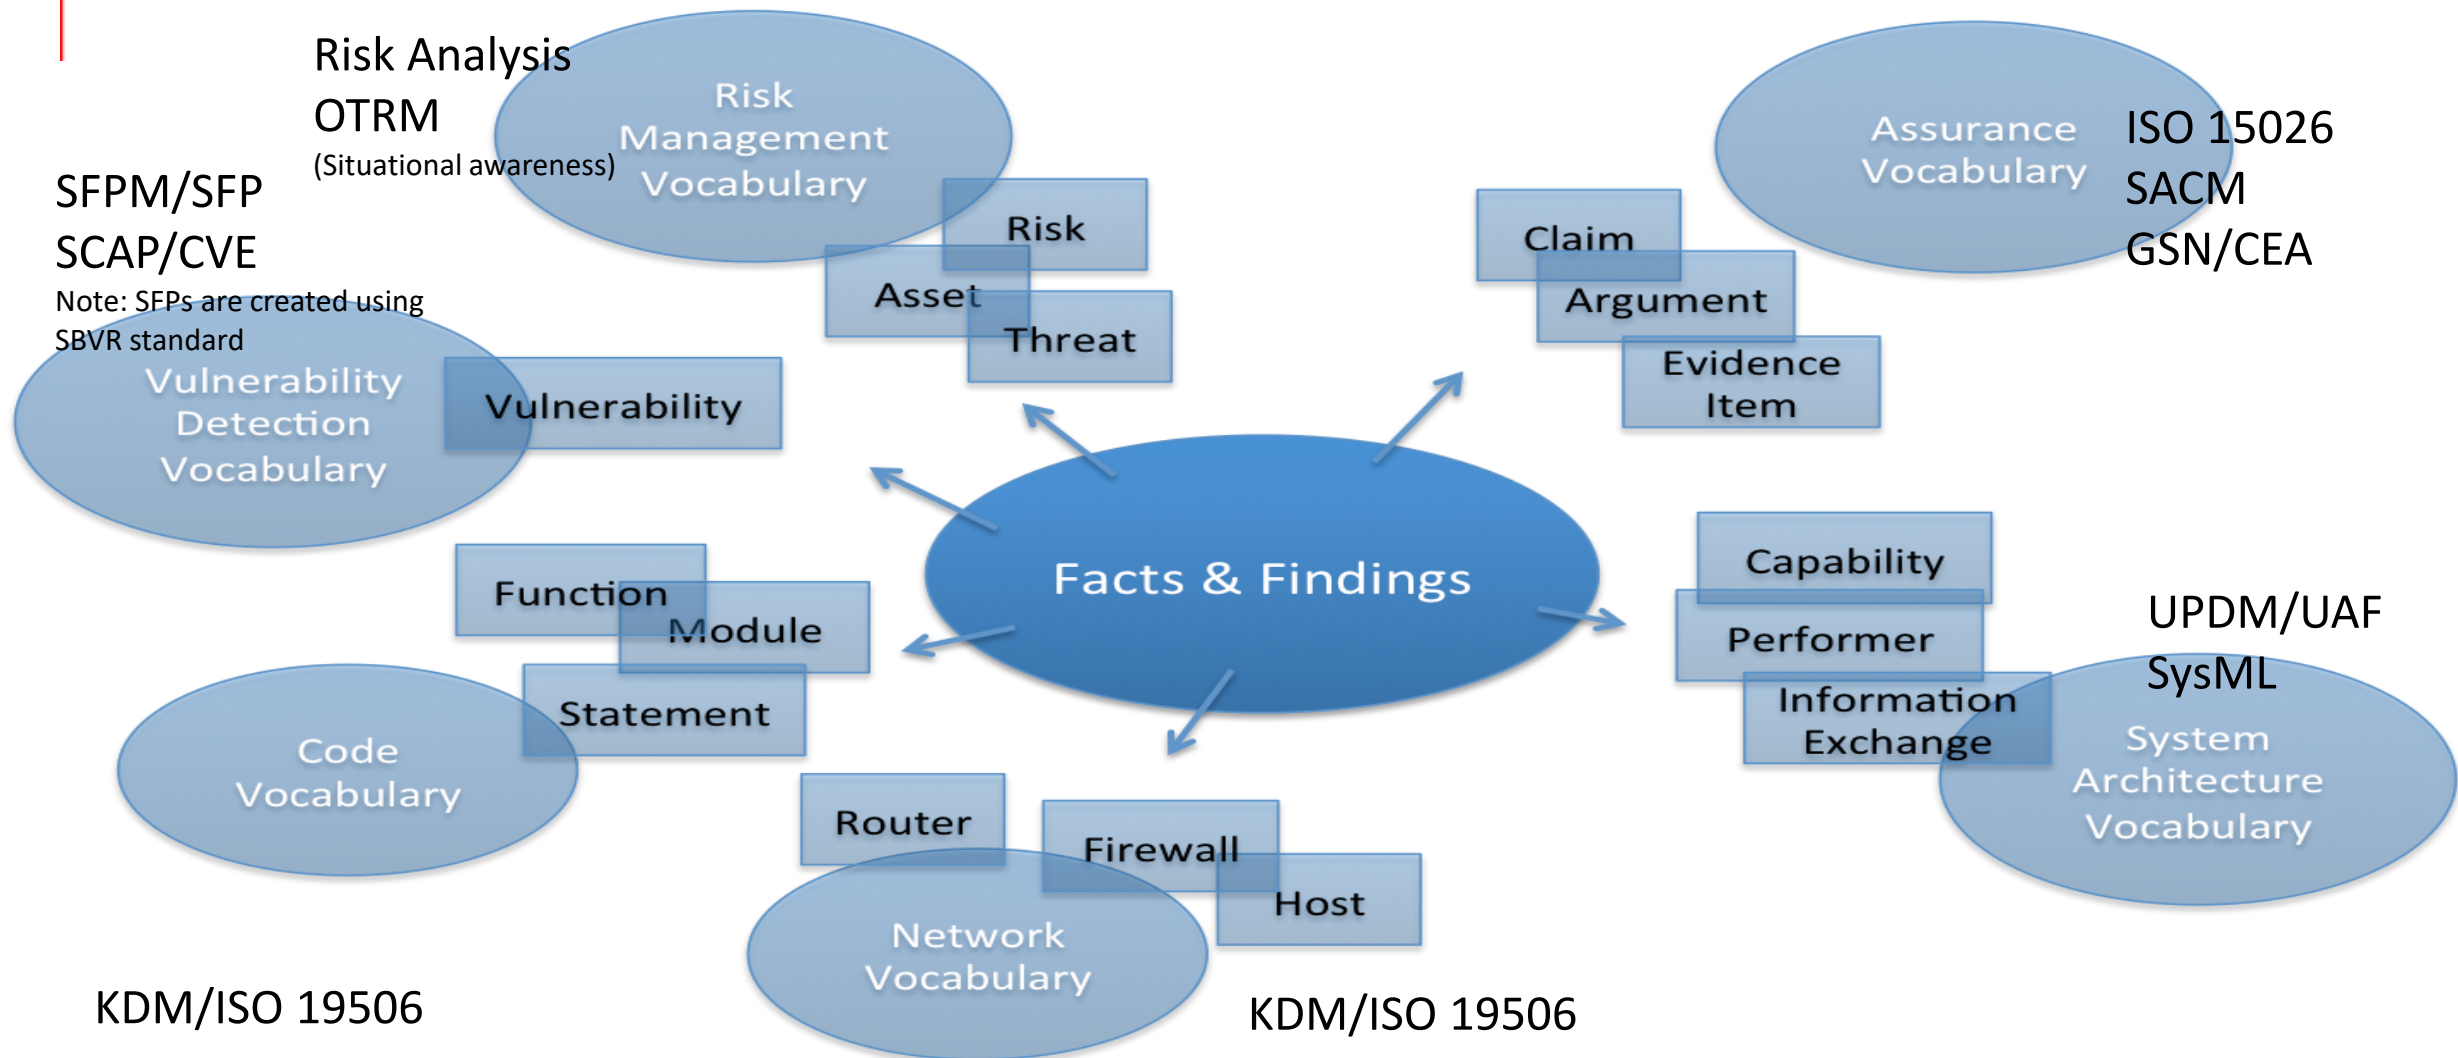 Risk Analysis
OTRM
(Situational awareness)
Risk
Management
Vocabulary
Risk
Asset
Threat
SFPM/SFP
SCAP/CVE
Note: SFPs are created using
SBVR standard
Vulnerability
Detection
Vocabulary
Vulnerability
Assurance
Vocabulary
ISO 15026
SACM
GSN/CEA
Claim
Argument
Evidence
Item
Facts & Findings
Function
Module
Statement
Code
Vocabulary
KDM/ISO 19506
Router
Firewall
Host
Network
Vocabulary
KDM/ISO 19506
Capability
Performer
Information
Exchange
UPDM/UAF
SysML
System
Architecture
Vocabulary